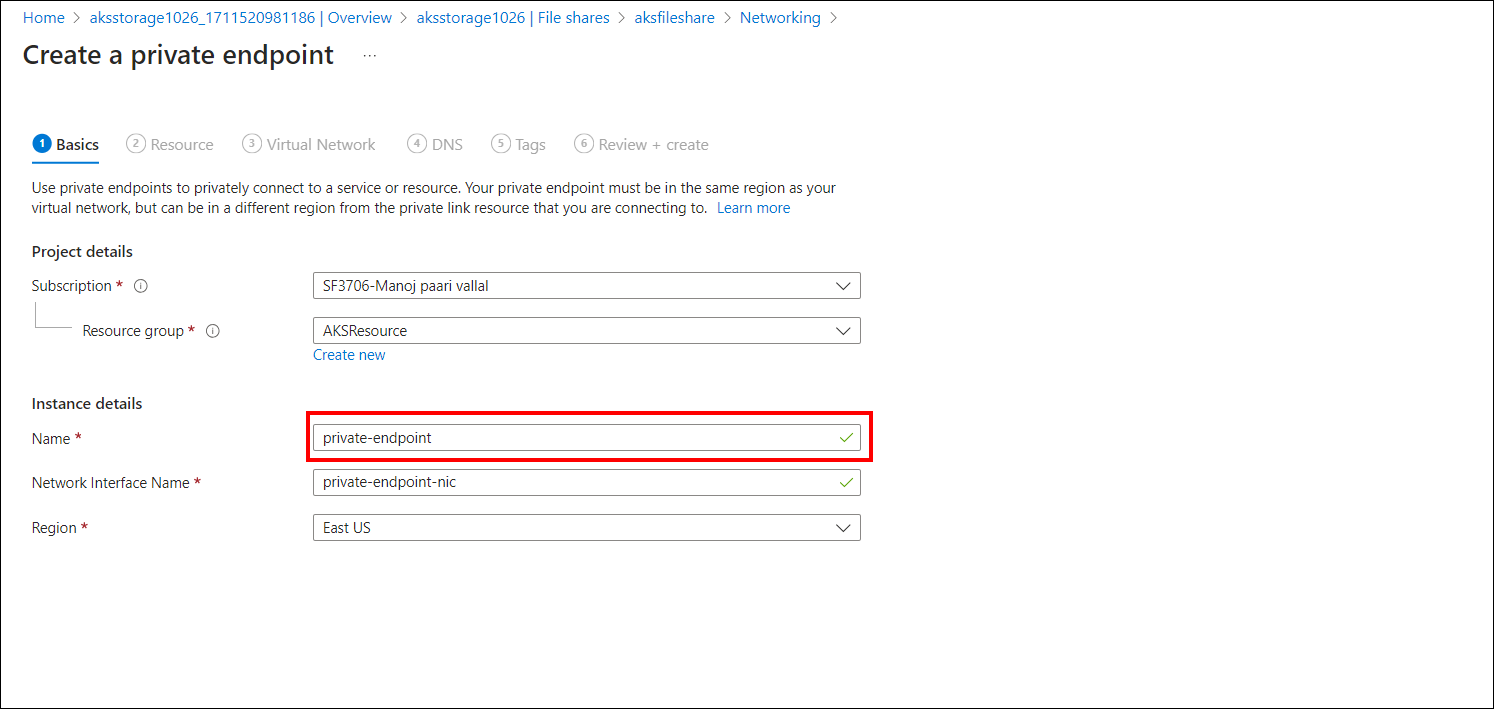 Home > aksstorage1026_1711520981186 | Overview > aksstorage1026 | File shares > aksfileshare > Networking >
Create a private endpoint ...
1 Basics 2 Resource 3 Virtual Network 4 DNS 5 Tags 6 Review + create
Use private endpoints to privately connect to a service or resource. Your private endpoint must be in the same region as your
virtual network, but can be in a different region from the private link resource that you are connecting to. Learn more
Project details
Subscription * SF3706-Manoj paari vallal
Resource group * AKSResource
Create new
Instance details
Name * private-endpoint
Network Interface Name * private-endpoint-nic
Region * East US